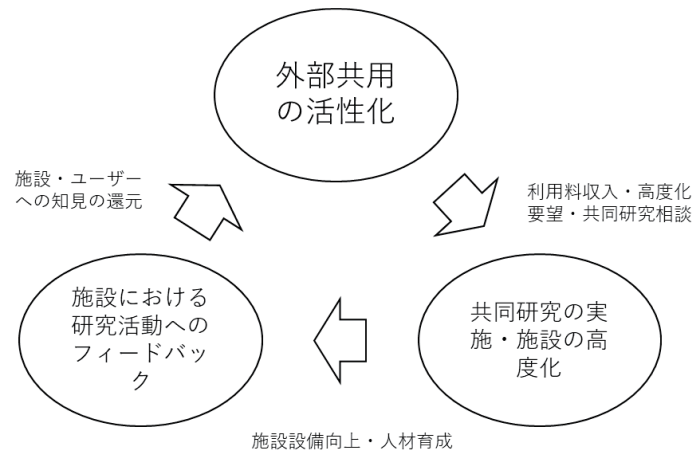 外部共用
の活性化
施設・ユーザー
への知見の還元
利用料収入・高度化
要望・共同研究相談
施設における
研究活動への
フィードバッ
ク
共同研究の実
施・施設の高
度化
施設設備向上・人材育成